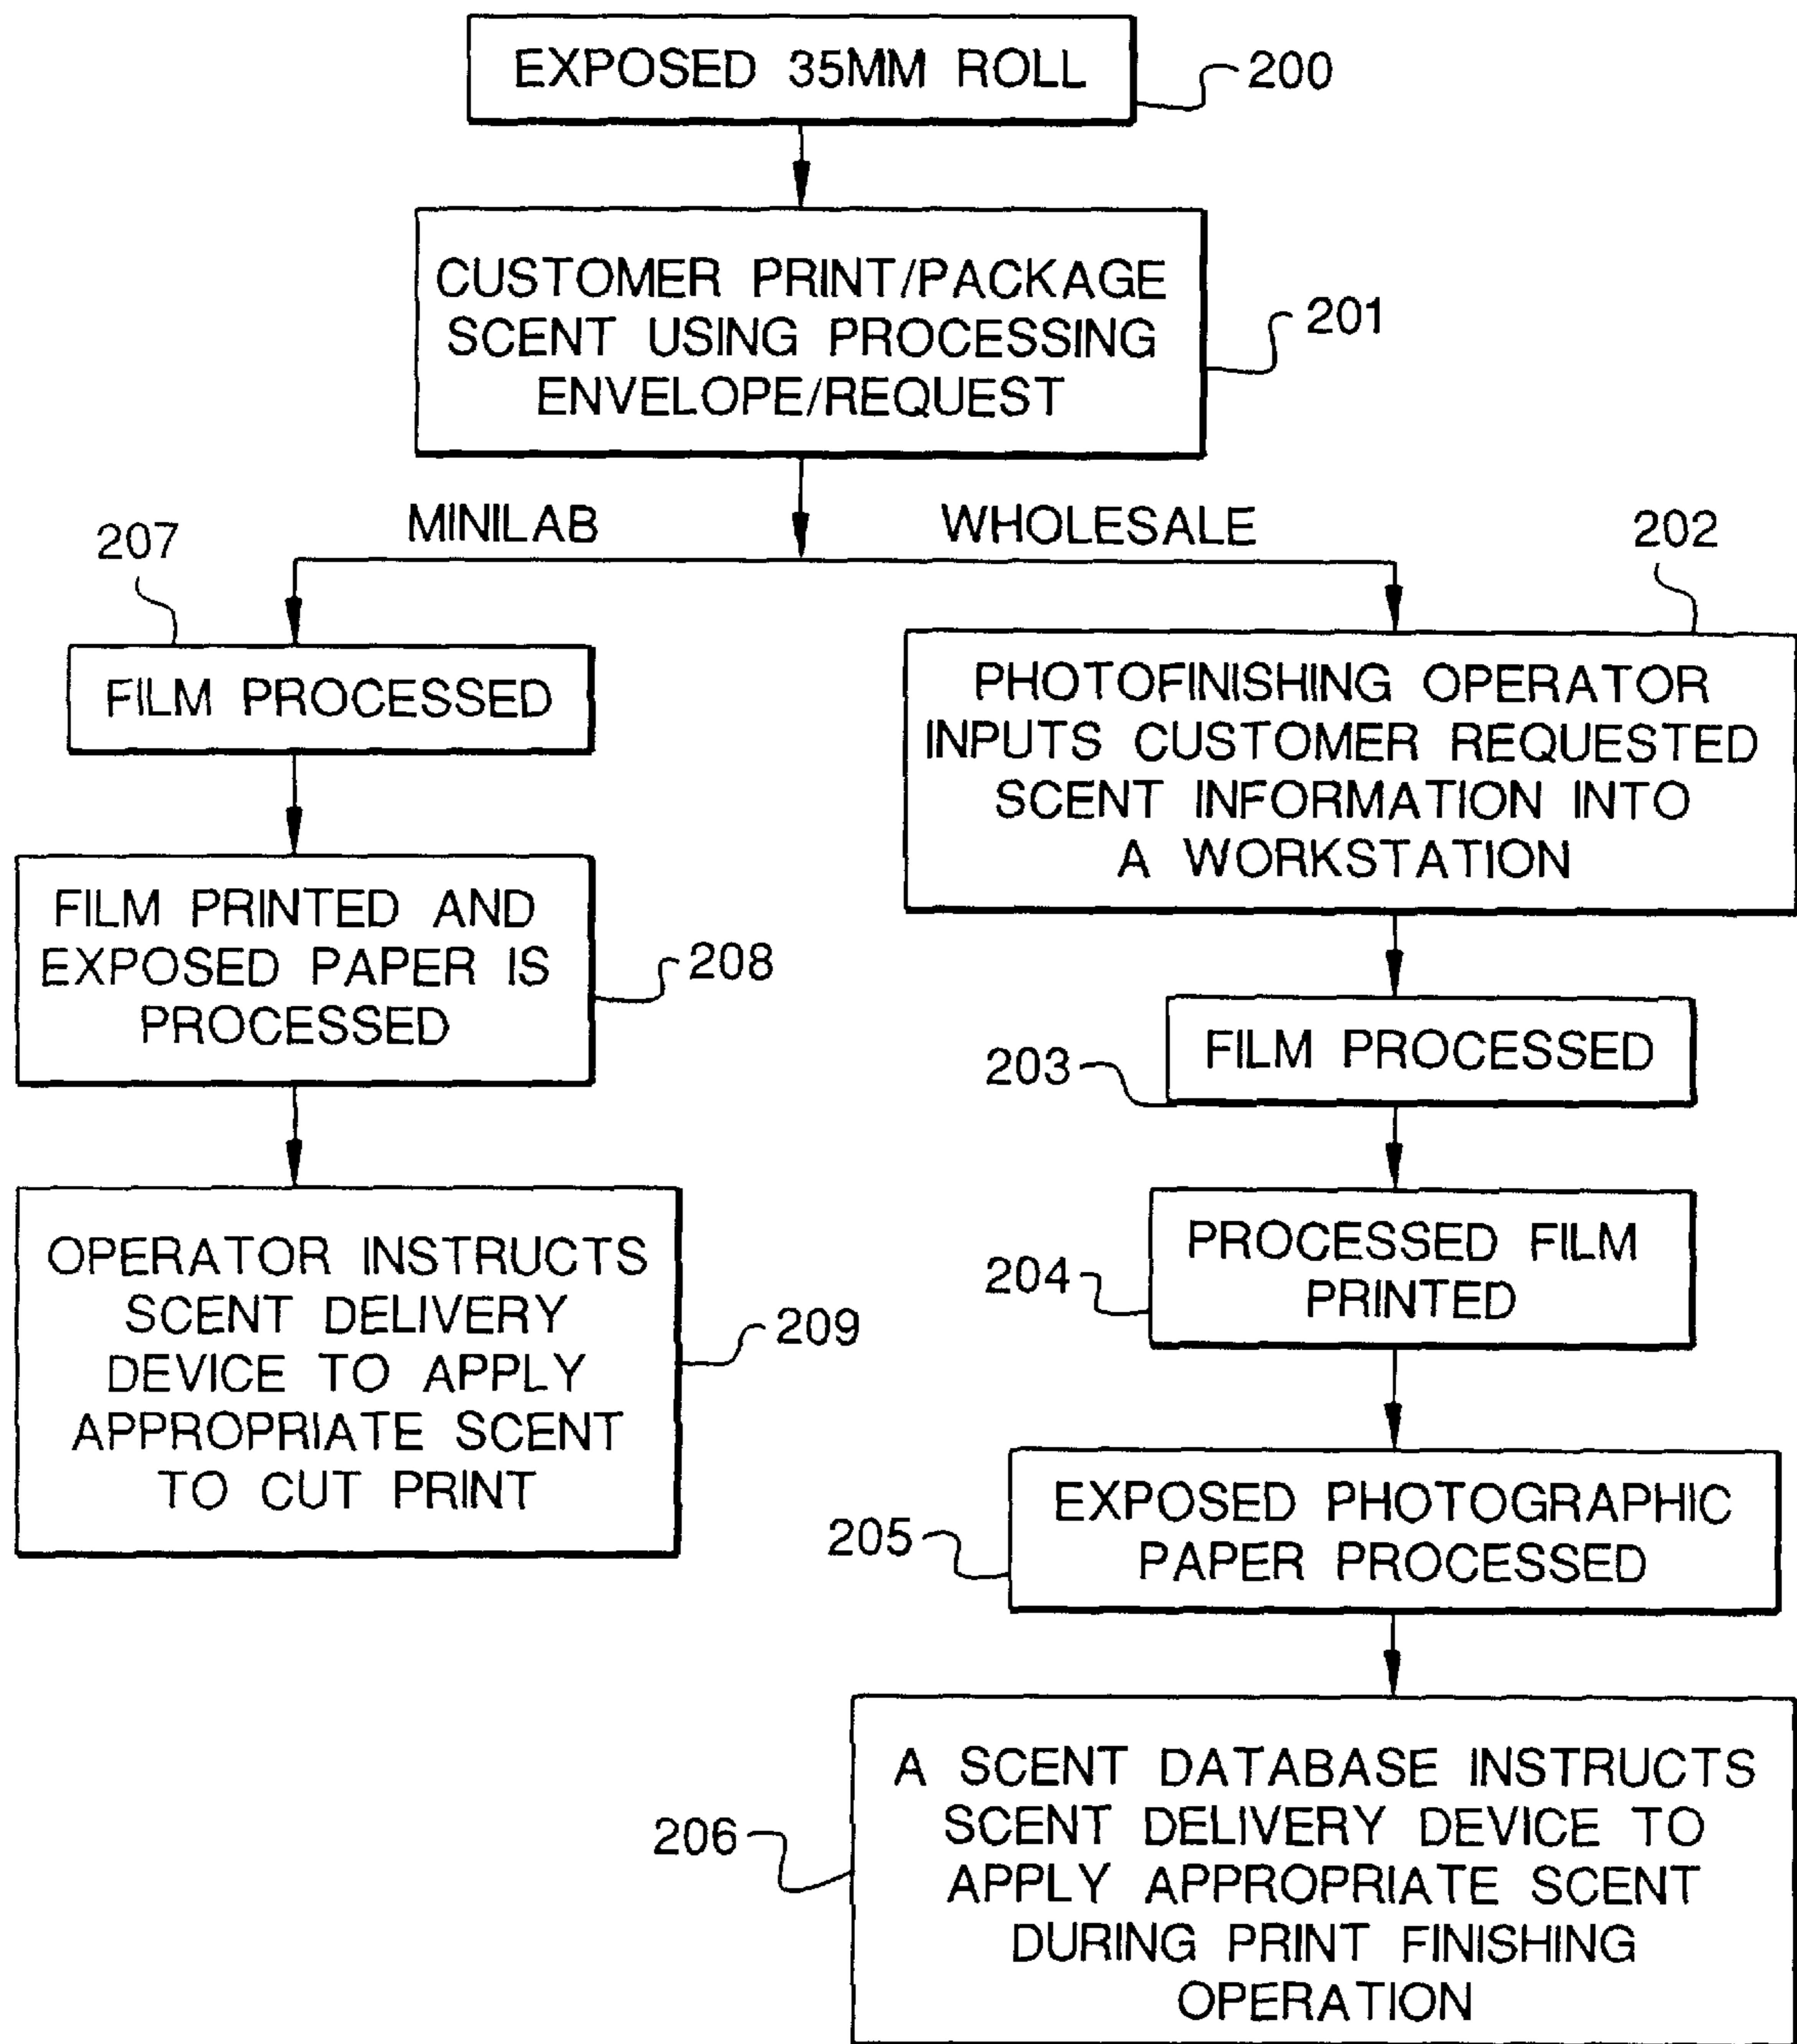 EXPOSED 35MM ROLL
200
CUSTOMER PRINT/PACKAGE
SCENT USING PROCESSING
ENVELOPE/REQUEST
201
MINILAB
WHOLESALE
207
FILM PROCESSED
FILM PRINTED AND
EXPOSED PAPER IS
PROCESSED
208
OPERATOR INSTRUCTS
SCENT DELIVERY
DEVICE TO APPLY
APPROPRIATE SCENT
TO CUT PRINT
209
202
PHOTOFINISHING OPERATOR
INPUTS CUSTOMER REQUESTED
SCENT INFORMATION INTO
A WORKSTATION
203
FILM PROCESSED
204
PROCESSED FILM
PRINTED
205
EXPOSED PHOTOGRAPHIC
PAPER PROCESSED
206
A SCENT DATABASE INSTRUCTS
SCENT DELIVERY DEVICE TO
APPLY APPROPRIATE SCENT
DURING PRINT FINISHING
OPERATION